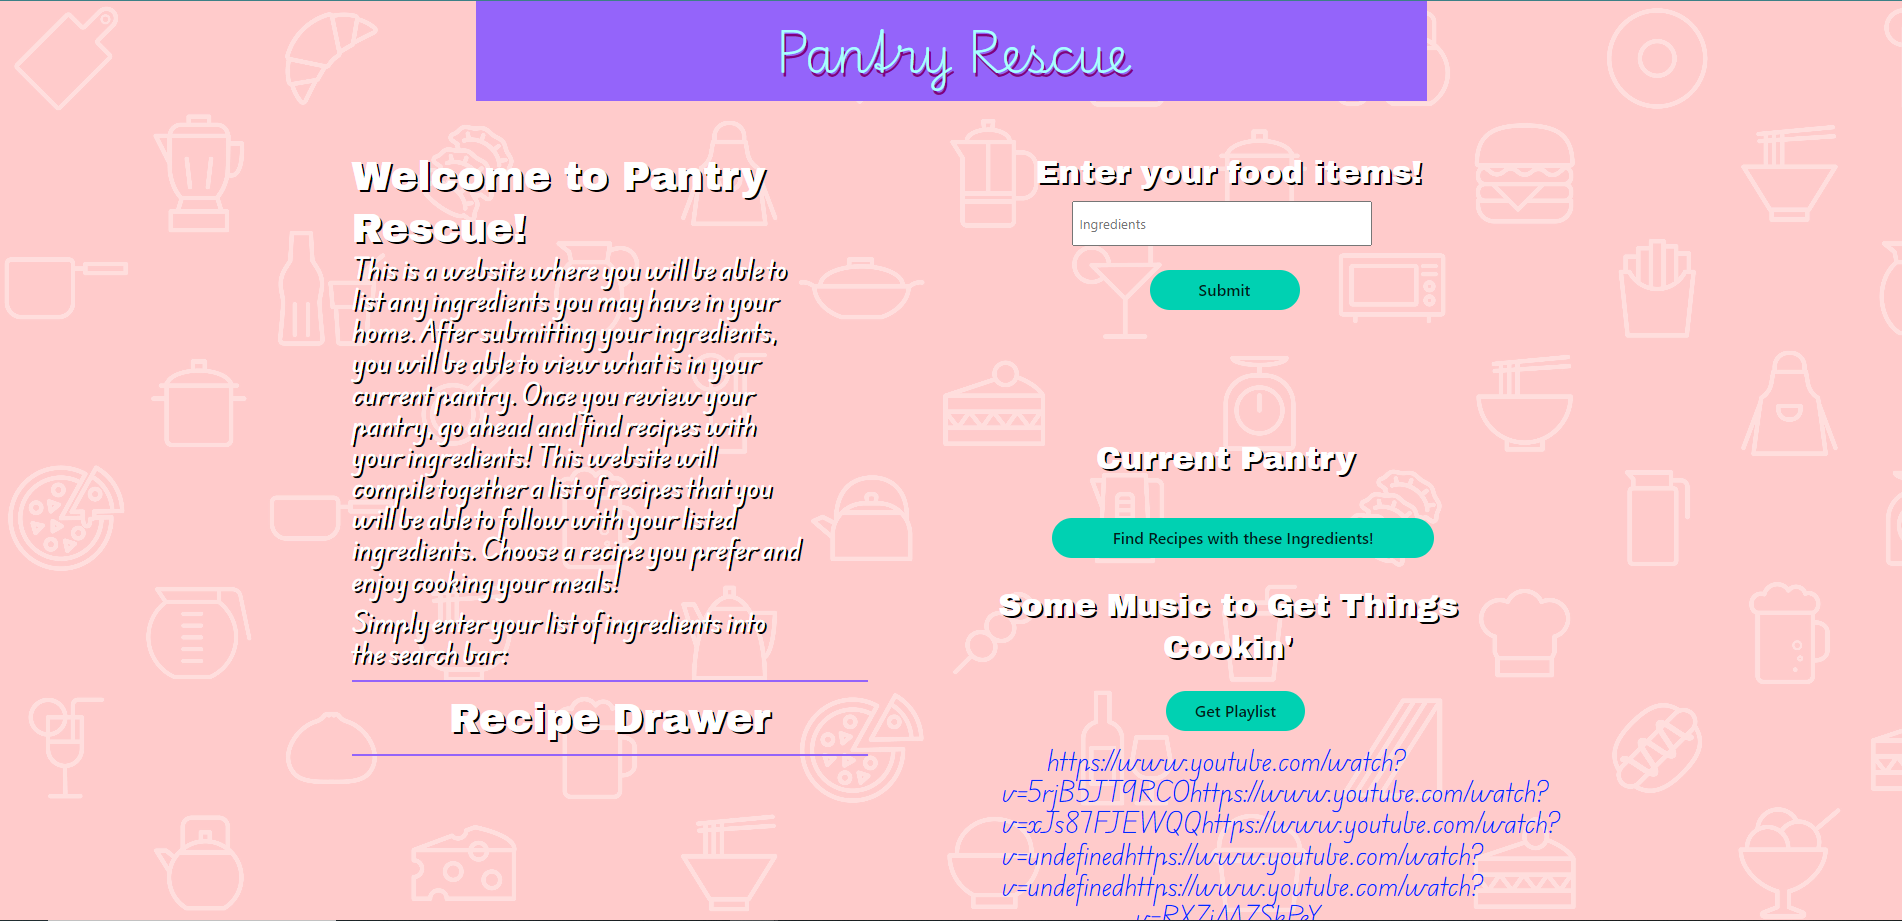 Pantry Rescue
Welcome to Pantry
Rescue!
This is a website where you will be able to
list any ingredients you may have in your
home. After submitting your ingredients,
you will be able to view what is in your
current pantry. Once you review your
pantry, go ahead and find recipes with
your ingredients! This website will
compile together a list of recipes that you
will be able to follow with your listed
ingredients. Choose a recipe you prefer and
enjoy cooking your meals!
Simply enter your list of ingredients into
the search bar:
Recipe Drawer
Enter your food items!
Ingredients
Submit
Current Pantry
Find Recipes with these Ingredients!
Some Music to Get Things
Cookin'
Get Playlist
https://www.youtube.com/watch?
v=5rjB5JT9RCOhttps://www.youtube.com/watch?
v=xJs87FJEWQQhttps://www.youtube.com/watch?
v=undefinedhttps://www.youtube.com/watch?
v=undefinedhttps://www.youtube.com/watch?